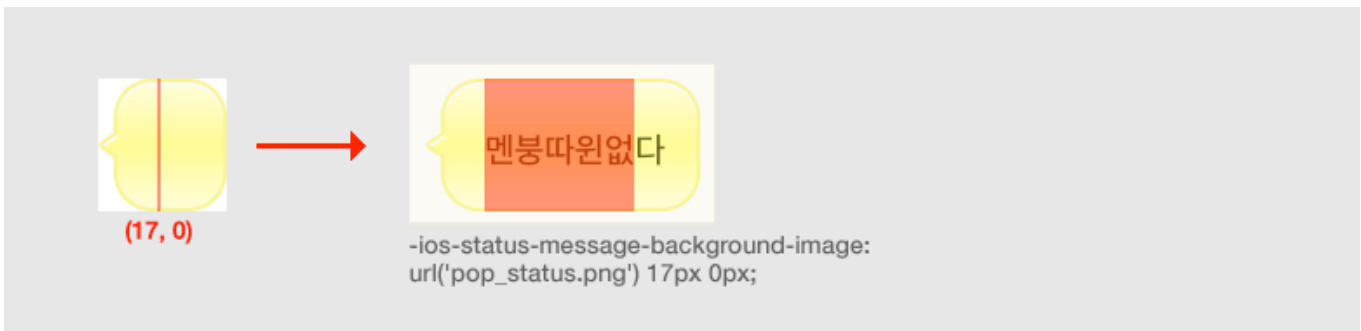 멘붕따윈없다
(17, 0)
-ios-status-message-background-image:
url('pop_status.png') 17px 0px;